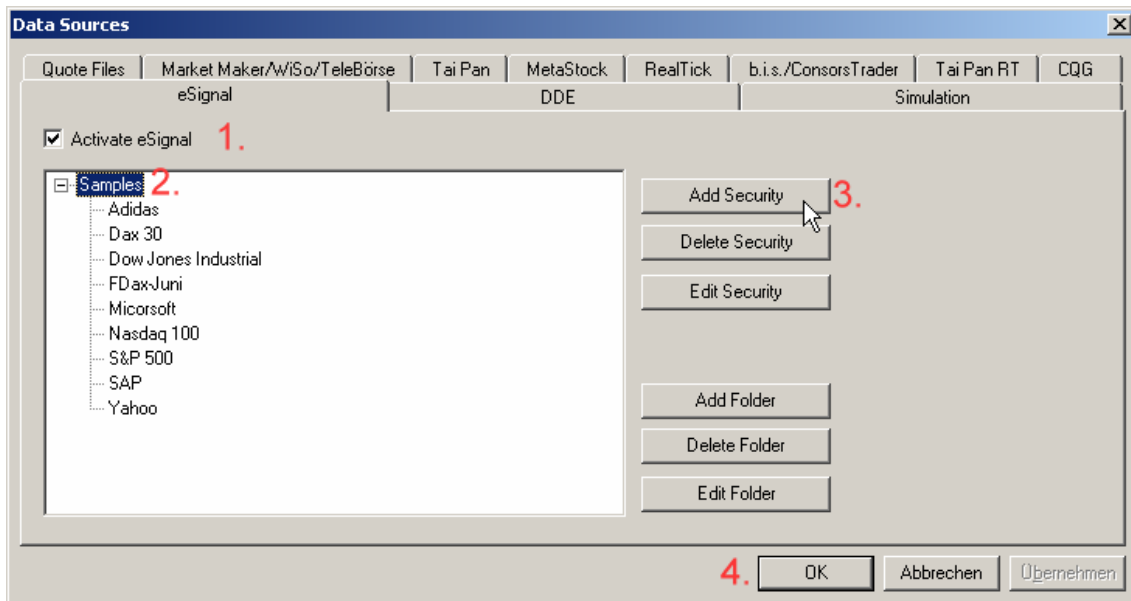 Data Sources
Quote Files Market Maker/WiSo/TeleBörse Tai Pan MetaStock RealTick b.i.s./ConsorsTrader Tai Pan RT CQG
eSignal DDE Simulation
Activate eSignal 1.
Samples 2.
Add Security 3.
Adidas
Dax 30
Delete Security
Dow Jones Industrial
FDax-Juni
Edit Security
Micorsoft
Nasdaq 100
S&P 500
SAP
Add Folder
Yahoo
Delete Folder
Edit Folder
4. OK Abbrechen Übernehmen